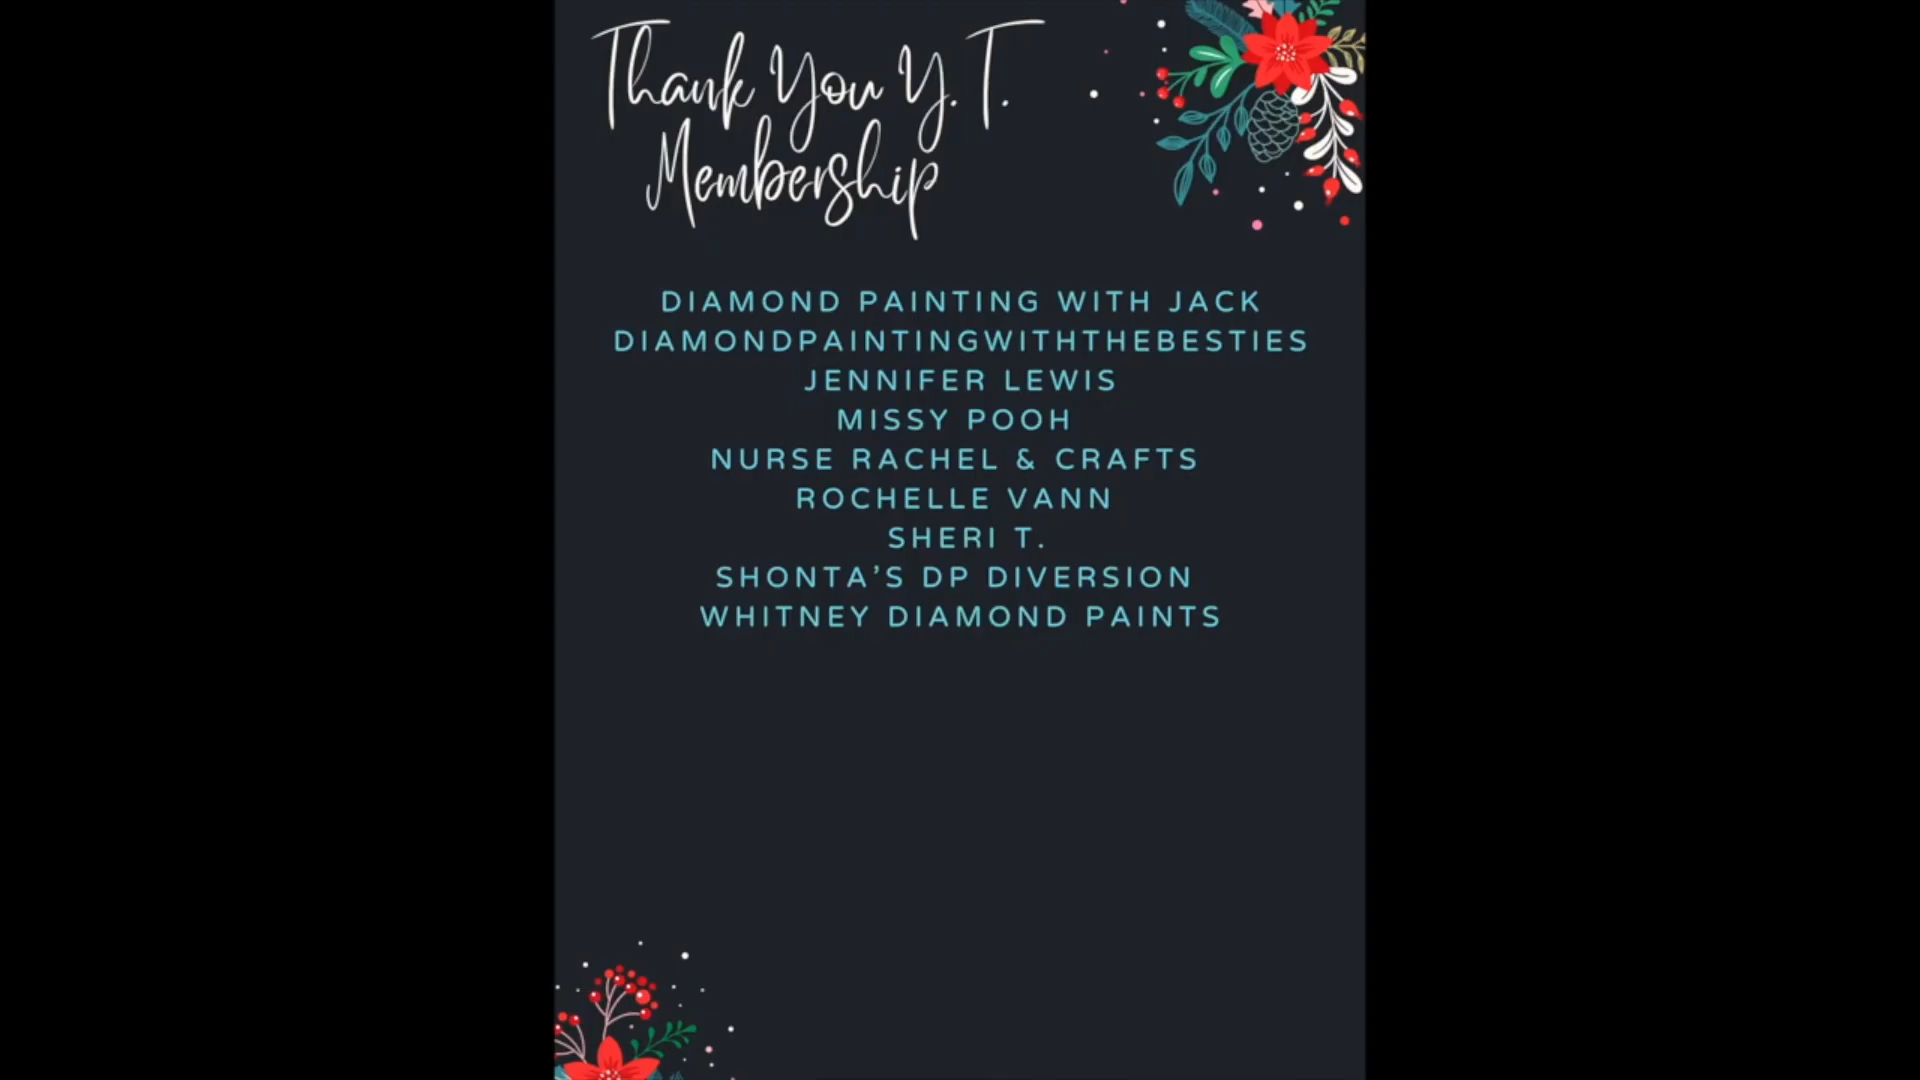 Thank You Y. T.
Membership
DIAMOND PAINTING WITH JACK
DIAMONDPAINTINGWITHTHEBESTIES
JENNIFER LEWIS
MISSY POOH
NURSE RACHEL & CRAFTS
ROCHELLE VANN
SHERI T.
SHONTA’S DP DIVERSION
WHITNEY DIAMOND PAINTS